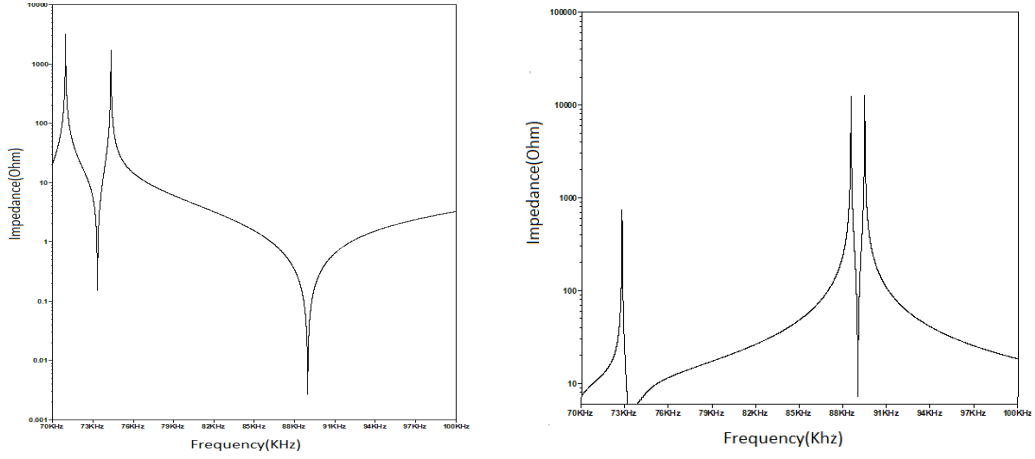 10000
1000
100
10
1
0.1
0.01
0.001
Impedance(Ohm)
70KHz 73KHz 76KHz 79KHz 82KHz 85KHz 88KHz 91KHz 94KHz 97KHz 100KHz
Frequency(KHz)
100000
10000
1000
100
10
Impedance(Ohm)
70KHz 73KHz 76KHz 79KHz 82KHz 85KHz 88KHz 91KHz 94KHz 97KHz 100KHz
Frequency(Khz)